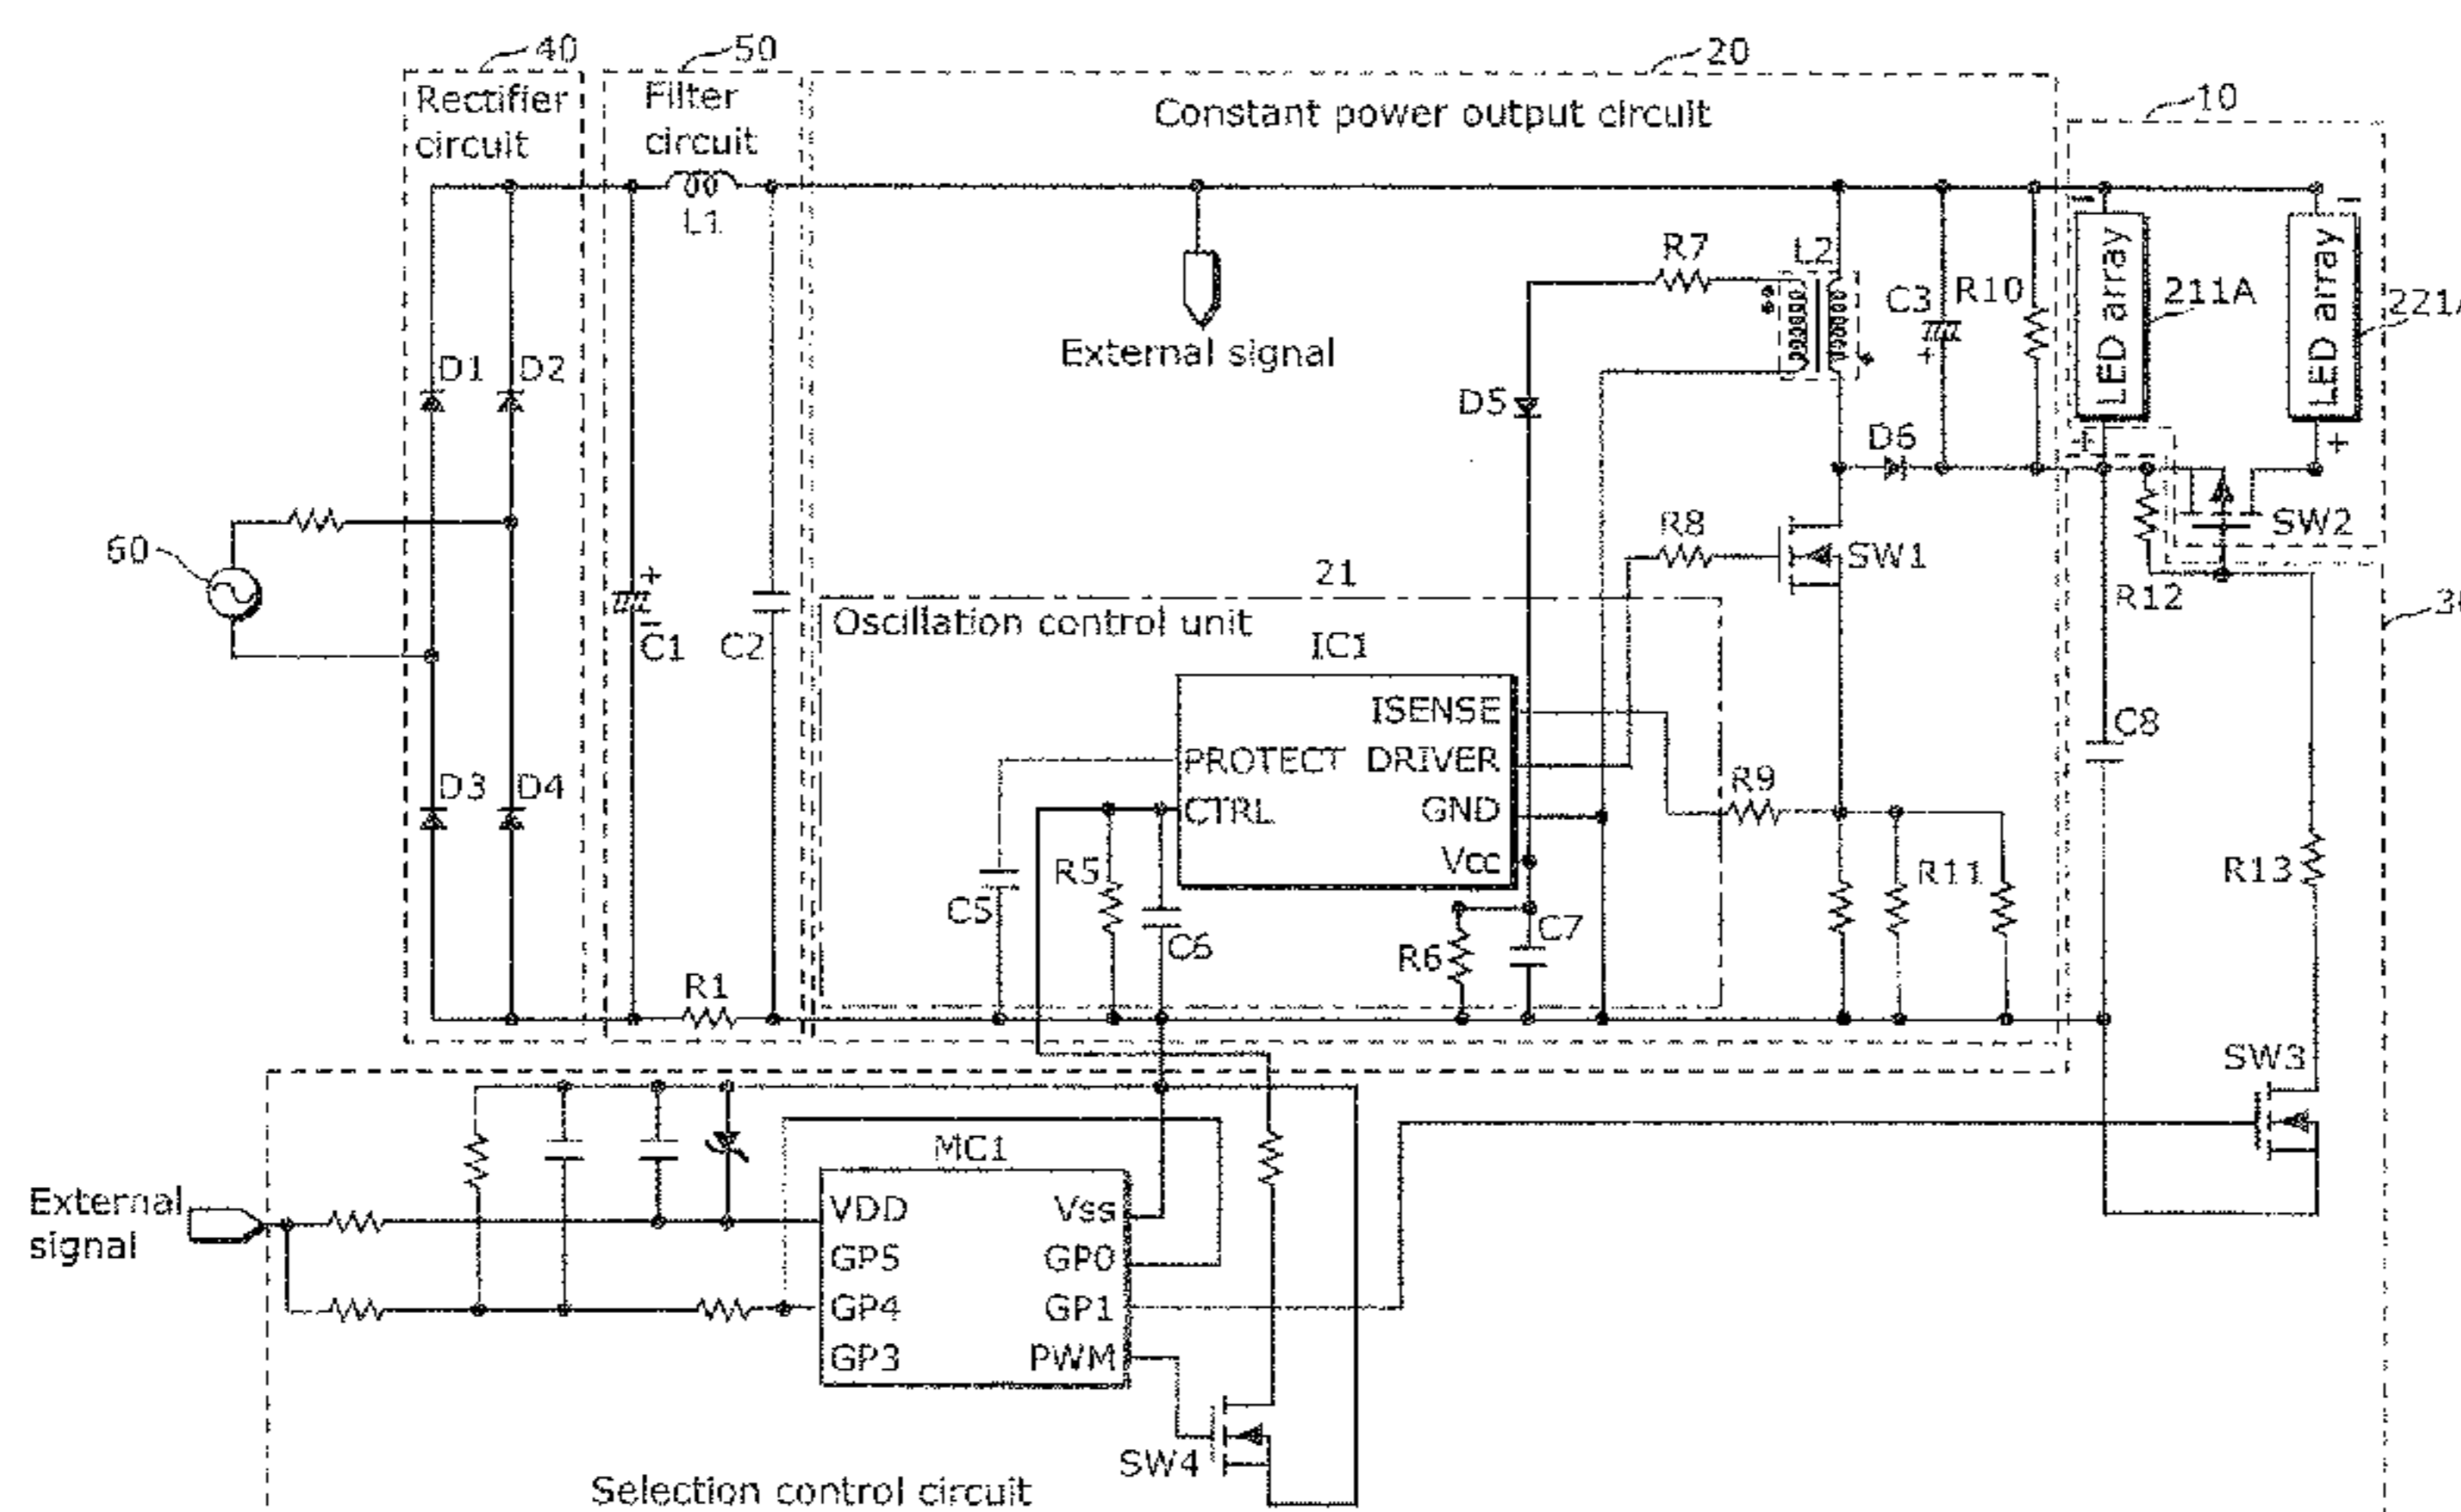 40
50
20
10
Rectifier
circuit
Filter
circuit
Constant power output circuit
L1
R7
L2
External signal
C3
R10
LED array
211A
LED array
221A
D1
D2
D5
D6
+
-
60
C1
C2
R8
SW1
SW2
R12
21
Oscillation control unit
IC1
ISENSE
PROTECT
DRIVER
CTRL
GND
Vcc
R9
C8
D3
D4
R5
C5
C6
R6
C7
R11
R13
R1
SW3
MC1
External
signal
VDD
Vss
GP5
GP0
GP4
GP1
GP3
PWM
SW4
Selection control circuit